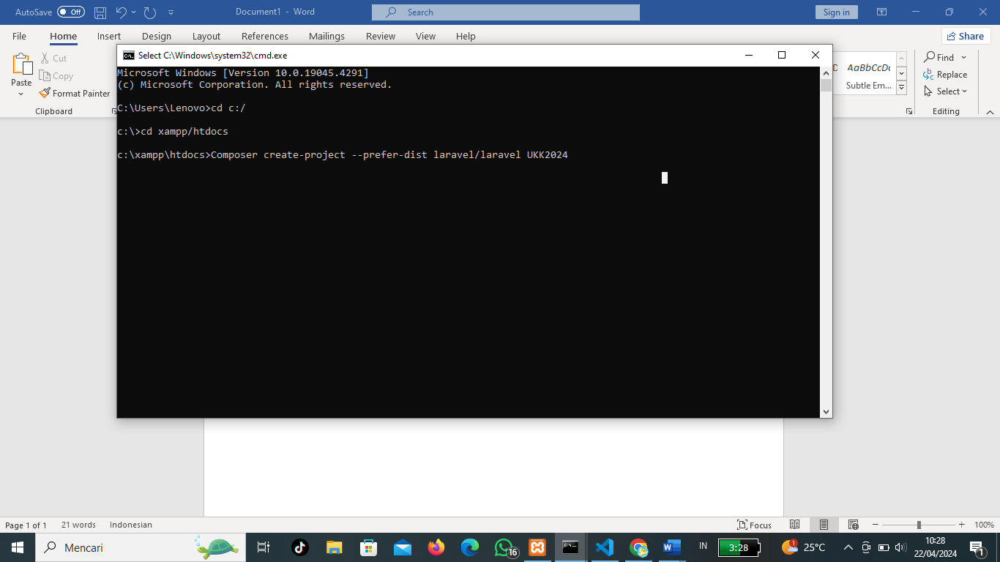 AutoSave Off Document1 - Word Search Sign in
File Home Insert Design Layout References Mailings Review View Help Share
Select C:\Windows\system32\cmd.exe
Paste
Cut
Copy
Format Painter
Clipboard
Microsoft Windows [Version 10.0.19045.4291]
(c) Microsoft Corporation. All rights reserved.
C:\Users\Lenovo>cd c:/
c:\>cd xampp/htdocs
c:\xampp\htdocs>Composer create-project --prefer-dist laravel/laravel UKK2024
AaBbCcDc
Subtle Em...
Find
Replace
Select
Editing
Page 1 of 1 21 words Indonesian Focus 100%
Mencari 16 IN 3:28 1 25°C 10:28
22/04/2024 1